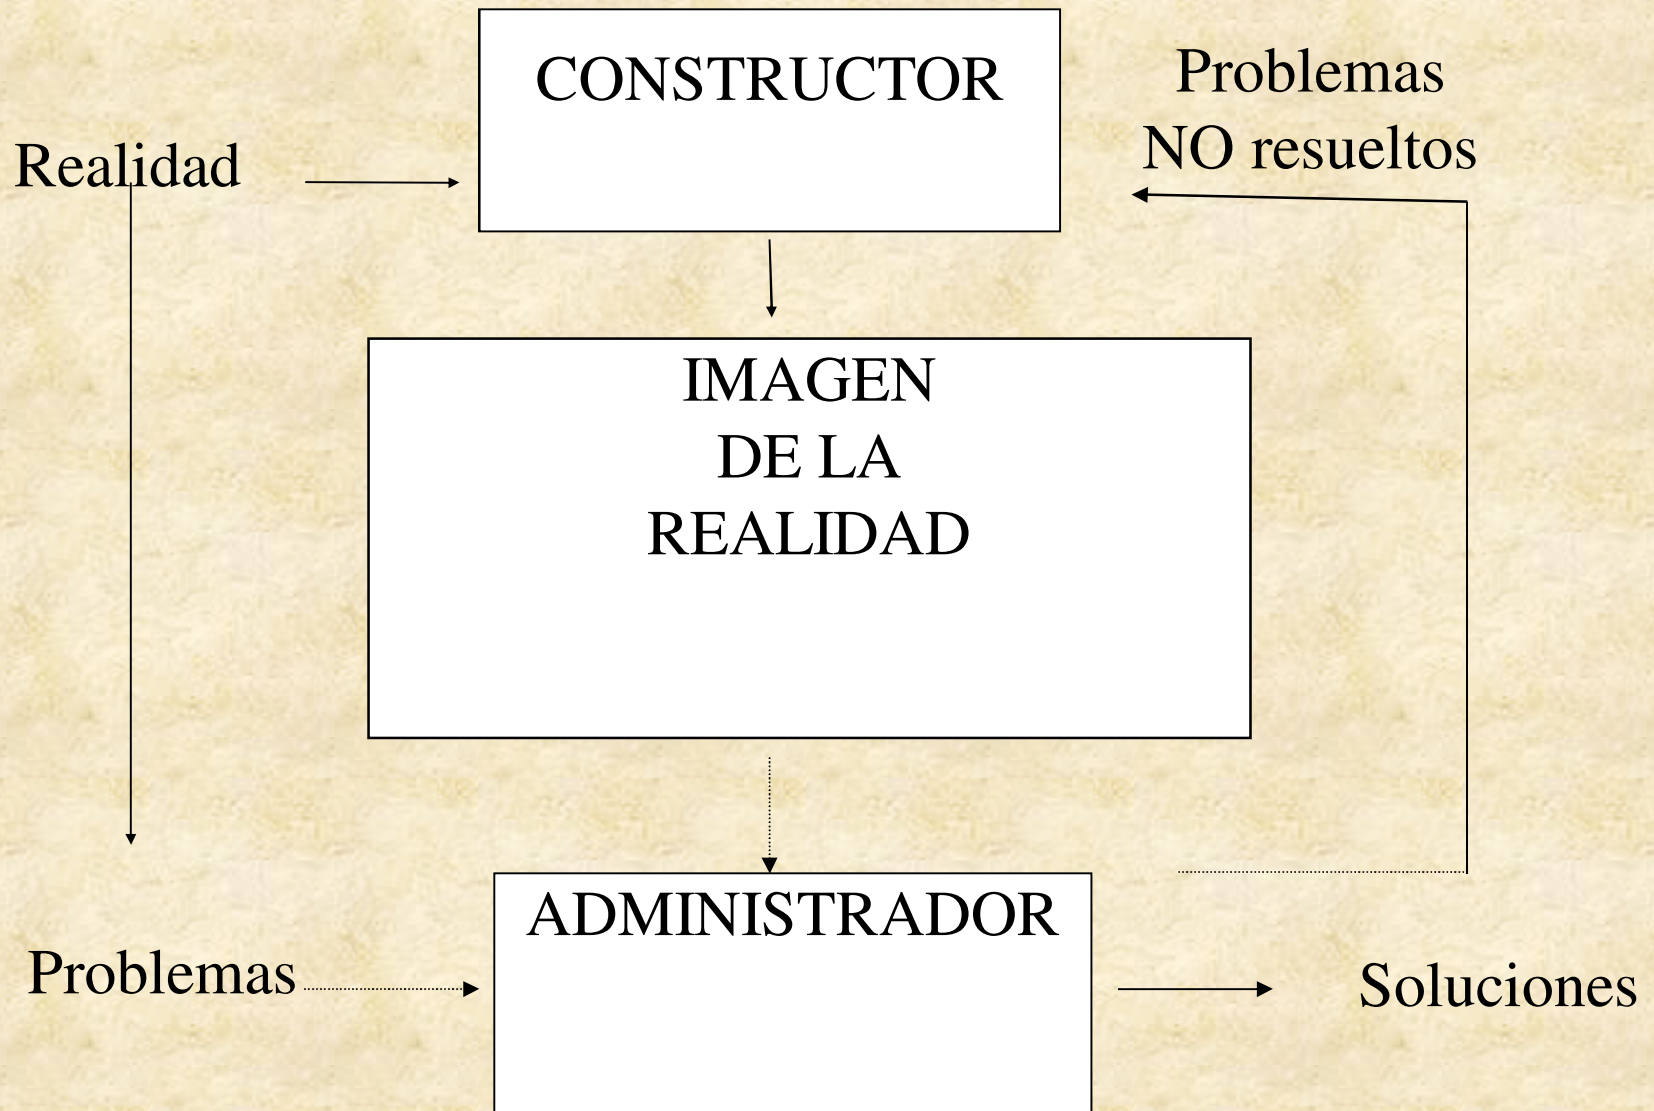 CONSTRUCTOR
Problemas
NO resueltos
Realidad
IMAGEN
DE LA
REALIDAD
ADMINISTRADOR
Problemas
Soluciones